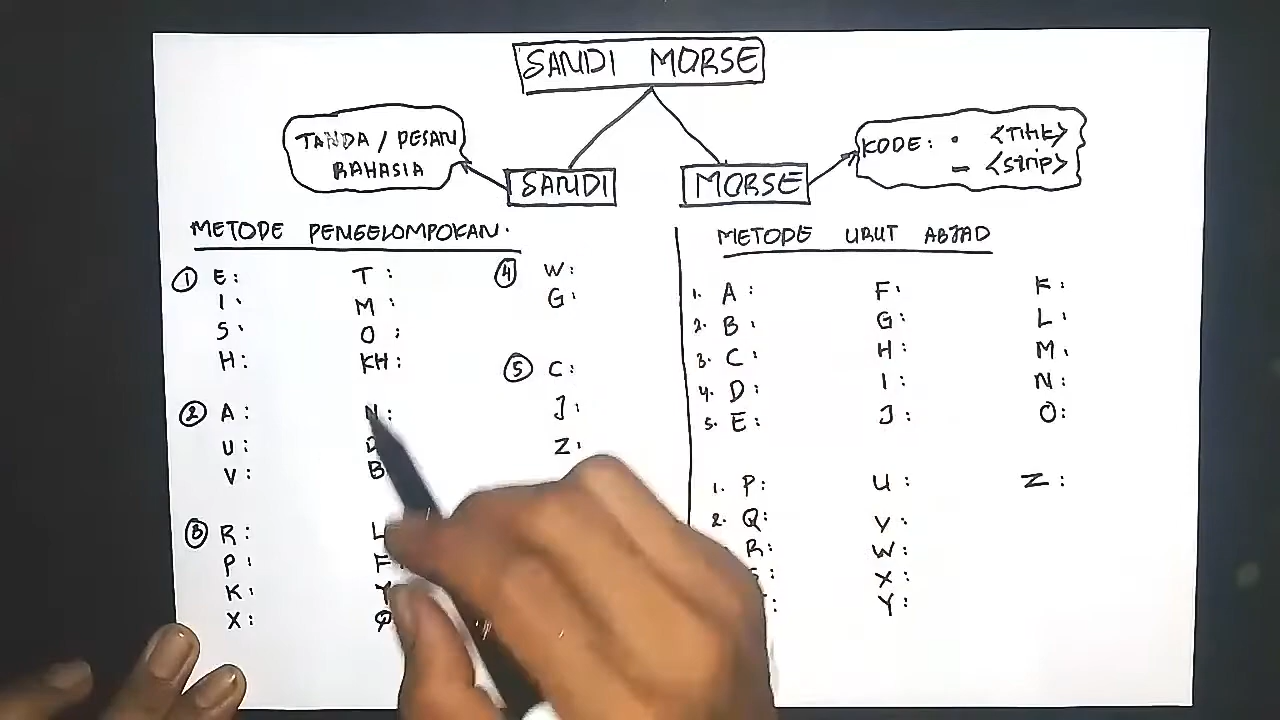 SANDI MORSE
TANDA / PESAN
RAHASIA
SANDI
MORSE
KODE: • <Titik>
– <Strip>
METODE PENGELOMPOKAN.
① E: T:
I: M:
S: O:
H: KH:
② A: N:
U: D
V: B
③ R: L
P: F:
K: Y
X: Q
④ W:
G:
⑤ C:
J:
Z:
METODE URUT ABJAD
1. A: F: K:
2. B: G: L:
3. C: H: M:
4. D: I: N:
5. E: J: O:
1. P: U: Z:
2. Q: V:
R: W:
X:
Y: